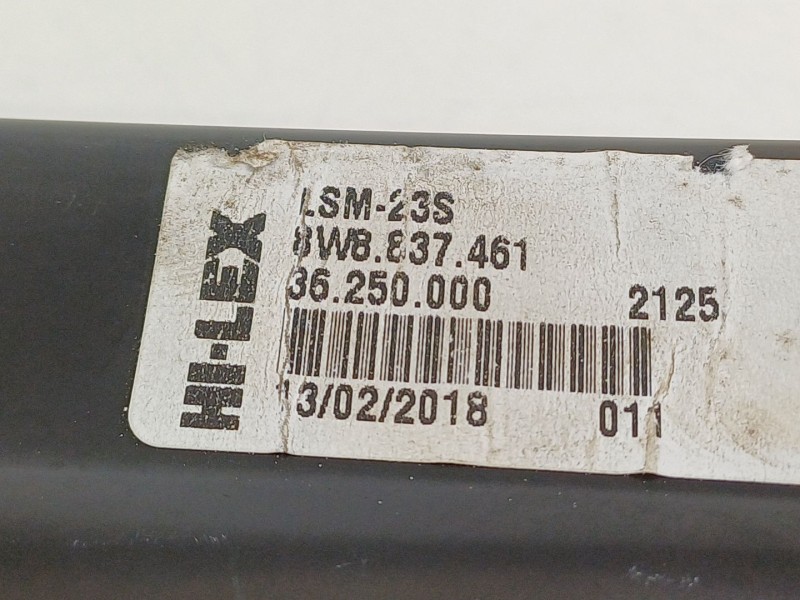 HI-LEX
LSM-23S
8W8.837.461
36.250.000 2125
13/02/2018 011